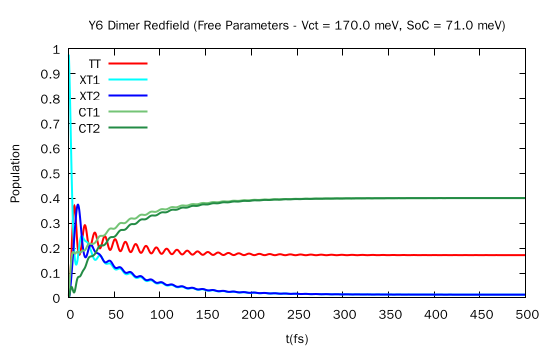 Y6 Dimer Redfield (Free Parameters - Vct = 170.0 meV, SoC = 71.0 meV)
1
0.9
0.8
0.7
0.6
0.5
0.4
0.3
0.2
0.1
0
Population
TT
XT1
XT2
CT1
CT2
0 50 100 150 200 250 300 350 400 450 500
t(fs)